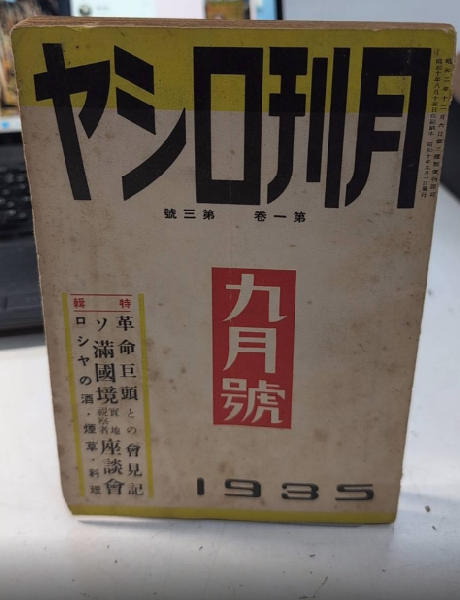 月刊ロシヤ
第一卷 第三號
九月號
特輯
革命巨頭との會見記
ソ滿國境實地視察者座談會
ロシヤの酒・煙草・料理
1935